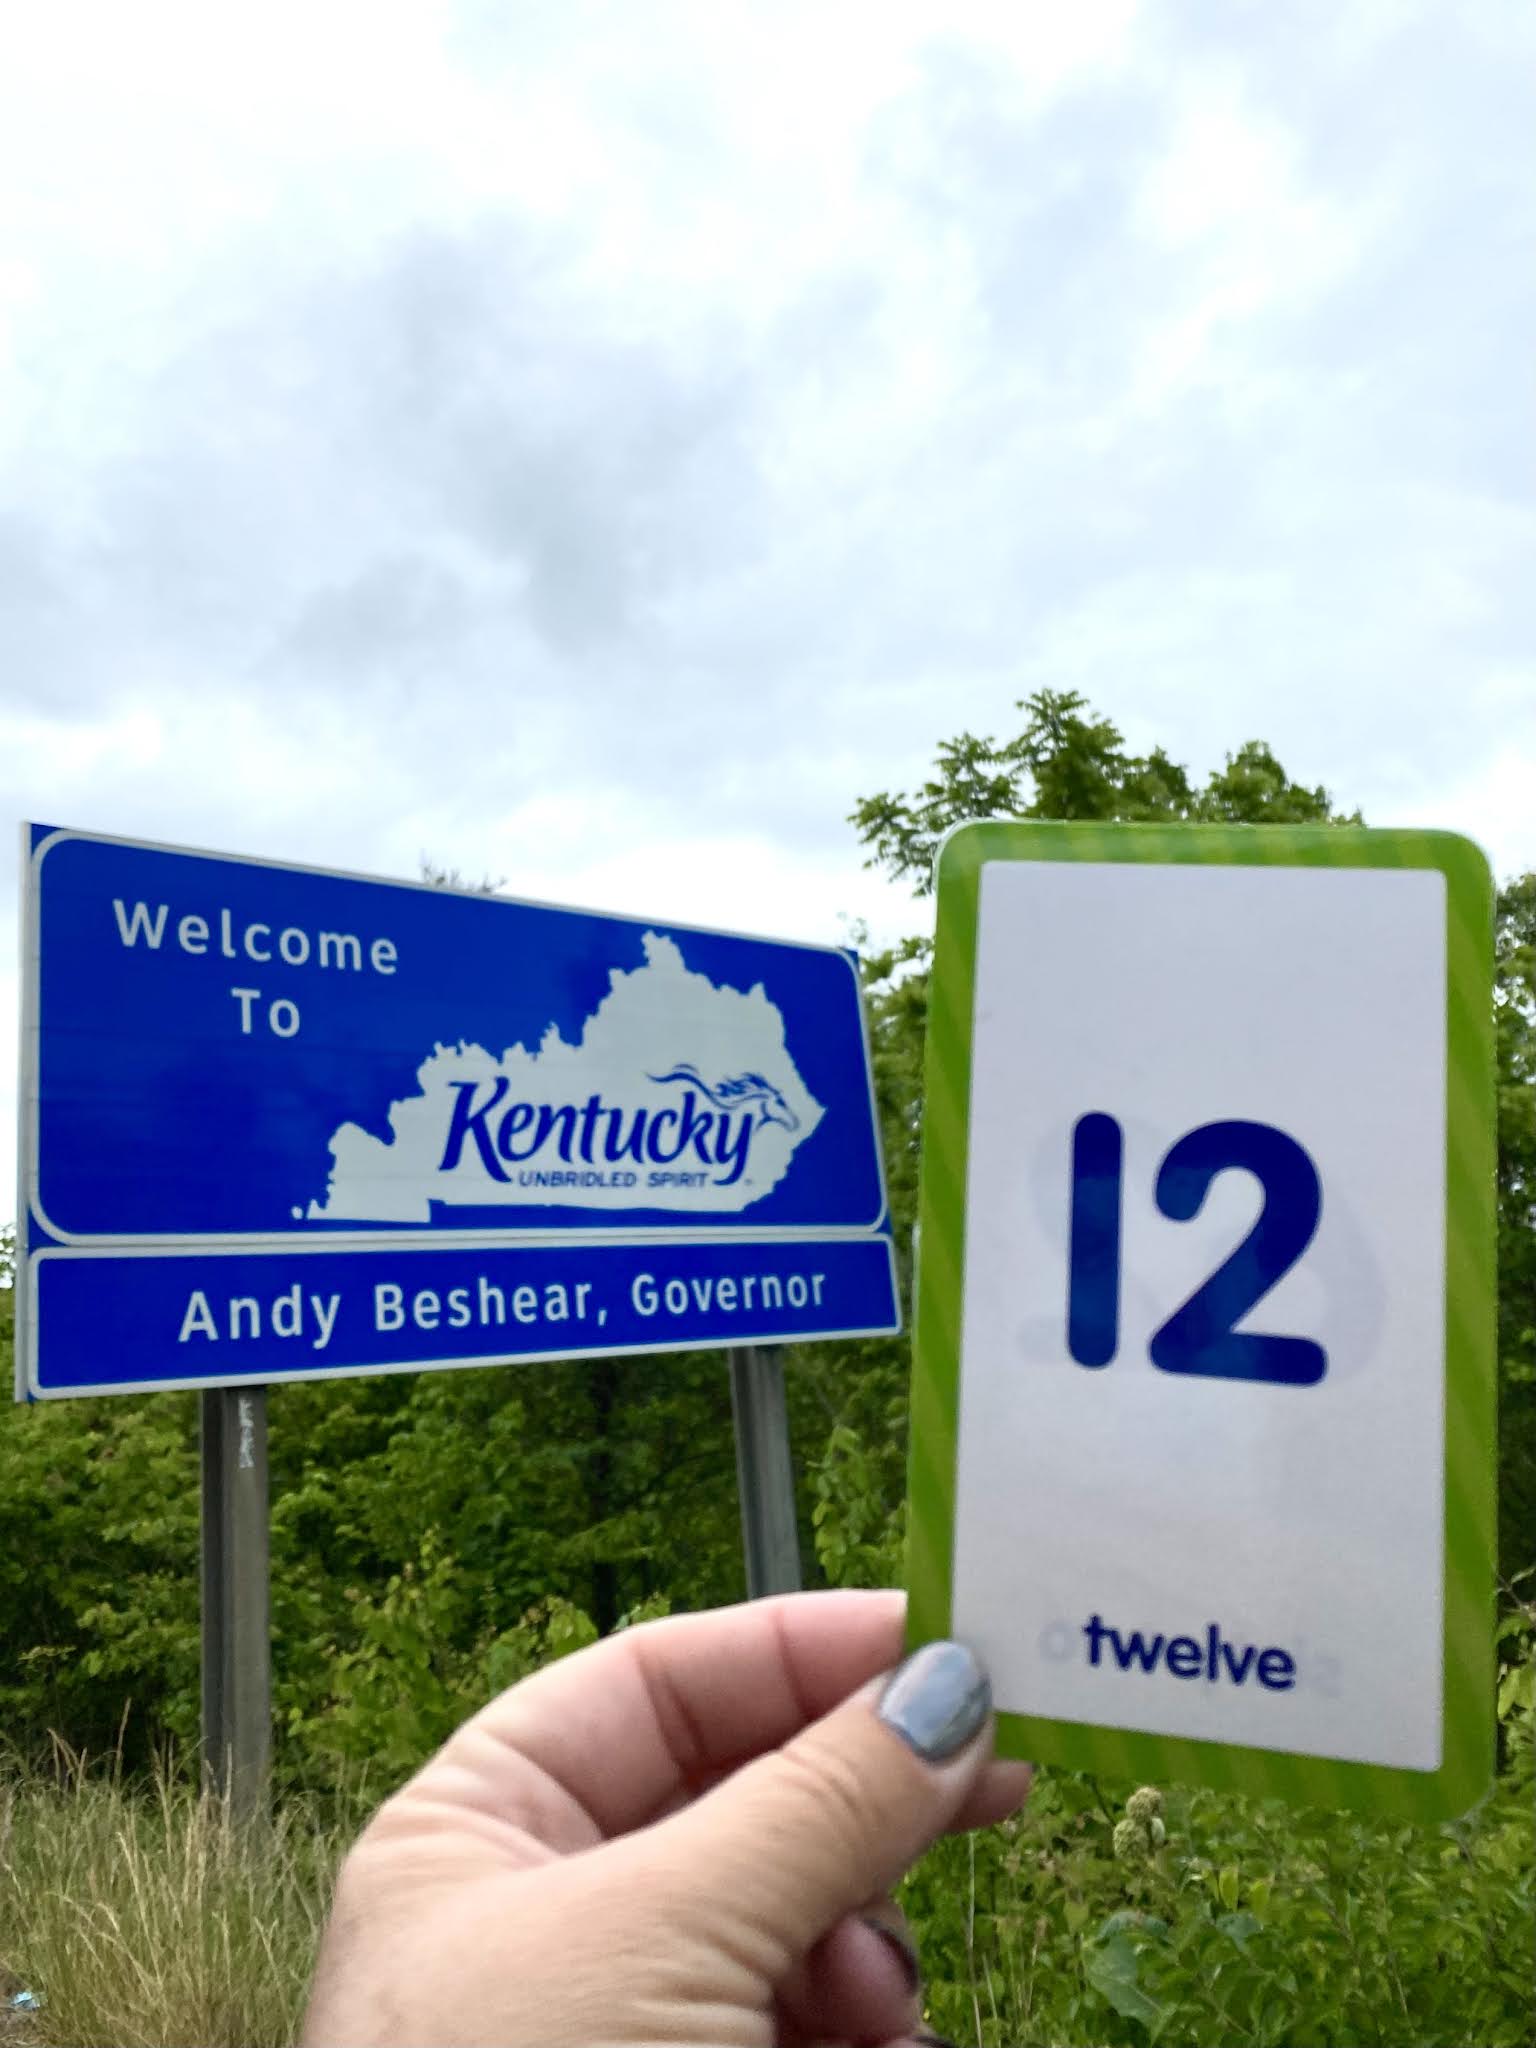 Welcome
To
Kentucky
UNBRIDLED SPIRIT
Andy Beshear, Governor
12
twelve